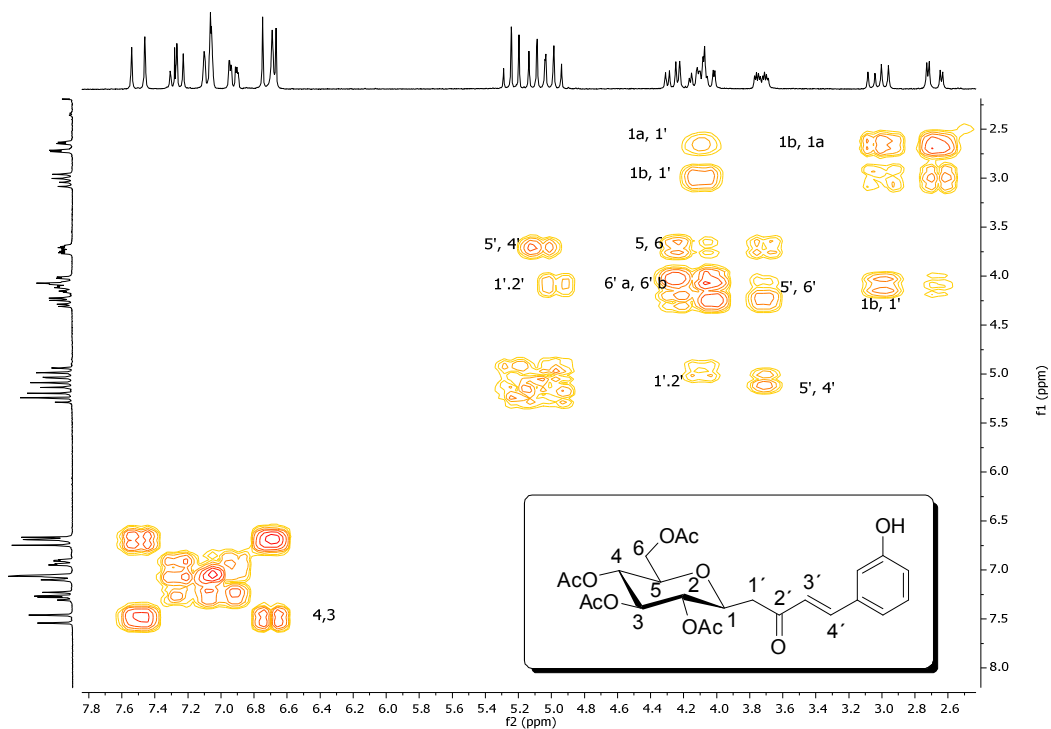 1a, 1'
1b, 1a
1b, 1'
5', 4'
5, 6
1'.2'
6' a, 6' b
5', 6'
1b, 1'
1'.2'
5', 4'
4,3
OH
6 OAc
4
AcO
5
O
2
1´
3´
2´
AcO
3
OAc
1
O
4´
2.5
3.0
3.5
4.0
4.5
5.0
5.5
6.0
6.5
7.0
7.5
8.0
f1 (ppm)
7.8 7.6 7.4 7.2 7.0 6.8 6.6 6.4 6.2 6.0 5.8 5.6 5.4 5.2 5.0 4.8 4.6 4.4 4.2 4.0 3.8 3.6 3.4 3.2 3.0 2.8 2.6
f2 (ppm)